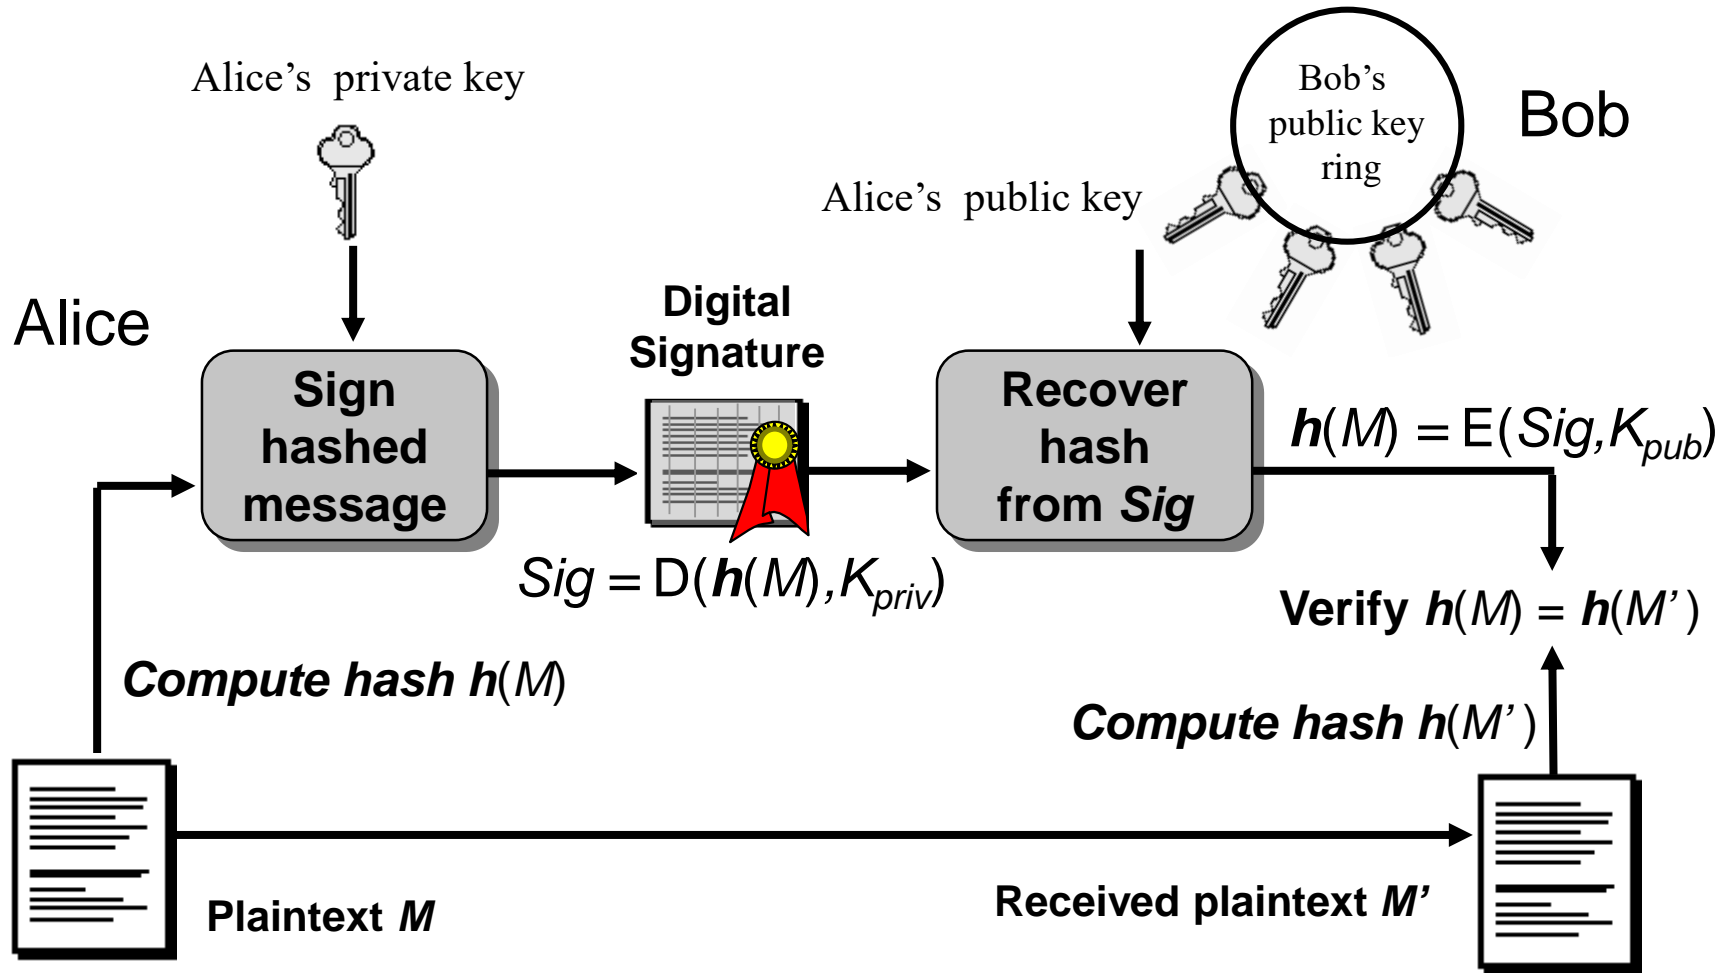 Alice's private key
Bob's
public key
ring
Bob
Alice's public key
Alice
Digital
Signature
Sign
hashed
message
Recover
hash
from Sig
h(M) = E(Sig,Kpub)
Sig = D(h(M),Kpriv)
Verify h(M) = h(M’)
Compute hash h(M)
Compute hash h(M’)
Plaintext M
Received plaintext M’